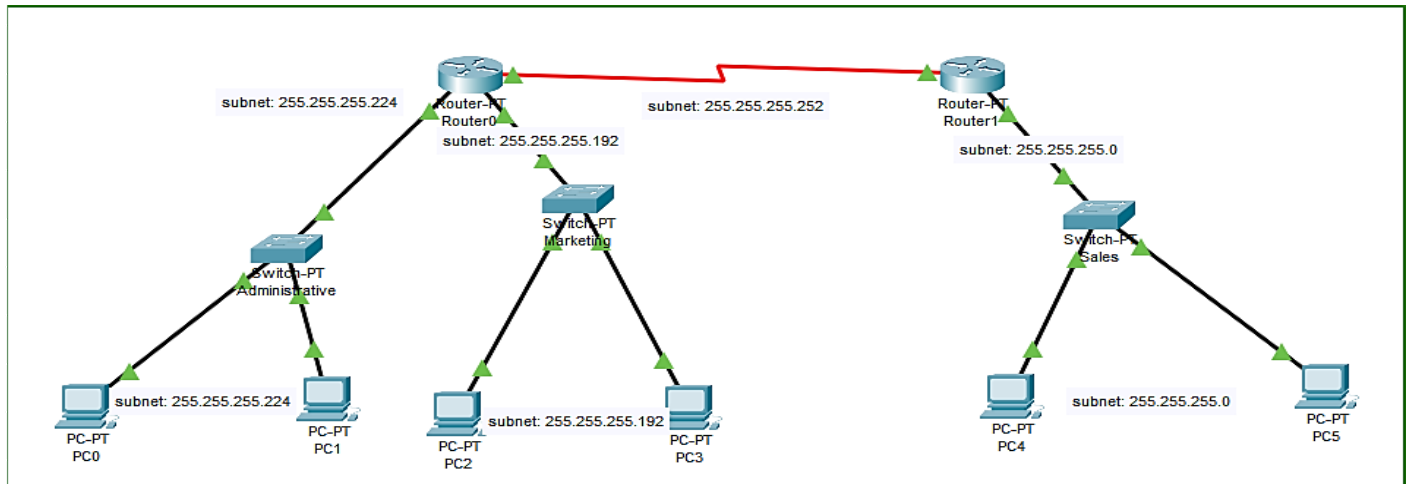 subnet: 255.255.255.224
Router-PT
Router0
subnet: 255.255.255.252
Router-PT
Router1
subnet: 255.255.255.192
subnet: 255.255.255.0
Switch-PT
Administrative
Switch-PT
Marketing
Switch-PT
Sales
subnet: 255.255.255.224
PC-PT
PC0
PC-PT
PC1
subnet: 255.255.255.192
PC-PT
PC2
PC-PT
PC3
subnet: 255.255.255.0
PC-PT
PC4
PC-PT
PC5